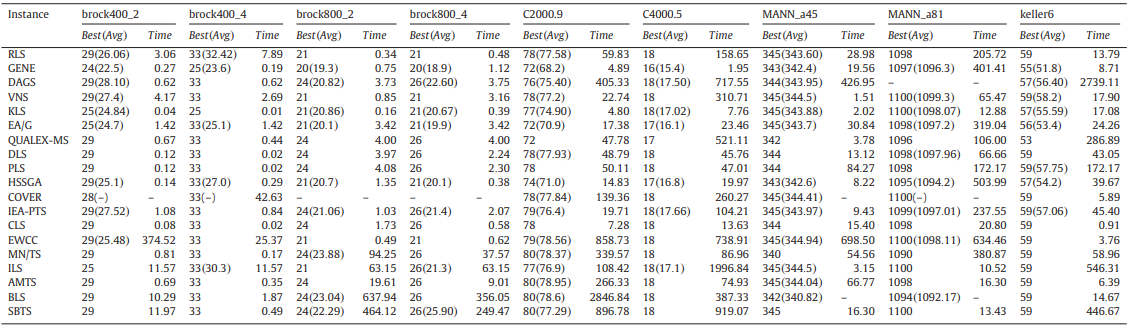 Instance brock400_2 brock400_4 brock800_2 brock800_4 C2000.9 C4000.5 MANN_a45 MANN_a81 keller6
Best(Avg) Time Best(Avg) Time Best(Avg) Time Best(Avg) Time Best(Avg) Time Best(Avg) Time Best(Avg) Time Best(Avg) Time Best(Avg) Time
RLS 29(26.06) 3.06 33(32.42) 7.89 21 0.34 21 0.48 78(77.58) 59.83 18 158.65 345(343.60) 28.98 1098 205.72 59 13.79
GENE 24(22.5) 0.27 25(23.6) 0.19 20(19.3) 0.75 20(18.9) 1.12 72(68.2) 4.89 16(15.4) 1.95 343(342.4) 19.56 1097(1096.3) 401.41 55(51.8) 8.71
DAGS 29(28.10) 0.62 33 0.62 24(20.82) 3.73 26(22.60) 3.75 76(75.40) 405.33 18(17.50) 717.55 344(343.95) 426.95 – – 57(56.40) 2739.11
VNS 29(27.4) 4.17 33 2.69 21 0.85 21 3.16 78(77.2) 22.74 18 310.71 345(344.5) 1.51 1100(1099.3) 65.47 59(58.2) 17.90
KLS 25(24.84) 0.04 25 0.01 21(20.86) 0.16 21(20.67) 0.39 77(74.90) 4.80 18(17.02) 7.76 345(343.88) 2.02 1100(1098.07) 12.88 57(55.59) 17.08
EA/G 25(24.7) 1.42 33(25.1) 1.42 21(20.1) 3.42 21(19.9) 3.42 72(70.9) 17.38 17(16.1) 23.46 345(343.7) 30.84 1098(1097.2) 319.04 56(53.4) 24.26
QUALEX-MS 29 0.67 33 0.44 24 4.00 26 4.00 72 47.78 17 521.11 342 3.78 1096 106.00 53 286.89
DLS 29 0.12 33 0.02 24 3.97 26 2.24 78(77.93) 48.79 18 45.76 344 13.12 1098(1097.96) 66.66 59 43.05
PLS 29 0.12 33 0.02 24 4.08 26 2.30 78 50.11 18 47.01 344 84.27 1098 172.17 59(57.75) 172.17
HSSGA 29(25.1) 0.14 33(27.0) 0.29 21(20.7) 1.35 21(20.1) 0.38 74(71.0) 14.83 17(16.8) 19.97 343(342.6) 8.22 1095(1094.2) 503.99 57(54.2) 39.67
COVER 28(–) – 33(–) 42.63 – – – – 78(77.84) 139.36 18 260.27 345(344.41) – 1100(–) – 59 5.89
IEA-PTS 29(27.52) 1.08 33 0.84 24(21.06) 1.03 26(21.4) 2.07 79(76.4) 19.71 18(17.66) 104.21 345(343.97) 9.43 1099(1097.01) 237.55 59(57.06) 45.40
CLS 29 0.08 33 0.02 24 1.73 26 0.58 78 7.28 18 13.63 344 15.40 1098 20.80 59 0.91
EWCC 29(25.48) 374.52 33 25.37 21 0.49 21 0.62 79(78.56) 858.73 18 738.91 345(344.94) 698.50 1100(1098.11) 634.46 59 3.76
MN/TS 29 0.81 33 0.17 24(23.88) 94.25 26 37.57 80(78.37) 339.57 18 86.96 340 54.56 1090 380.87 59 58.96
ILS 25 11.57 33(30.3) 11.57 21 63.15 26(21.3) 63.15 77(76.9) 108.42 18(17.1) 1996.84 345(344.5) 3.15 1100 10.52 59 546.31
AMTS 29 0.69 33 0.35 24 19.61 26 9.01 80(78.95) 266.33 18 74.93 345(344.04) 66.77 1098 16.30 59 6.39
BLS 29 10.29 33 1.87 24(23.04) 637.94 26 356.05 80(78.6) 2846.84 18 387.33 342(340.82) – 1094(1092.17) – 59 14.67
SBTS 29 11.97 33 0.49 24(22.29) 464.12 26(25.90) 249.47 80(77.29) 896.78 18 919.07 345 16.30 1100 13.43 59 446.67